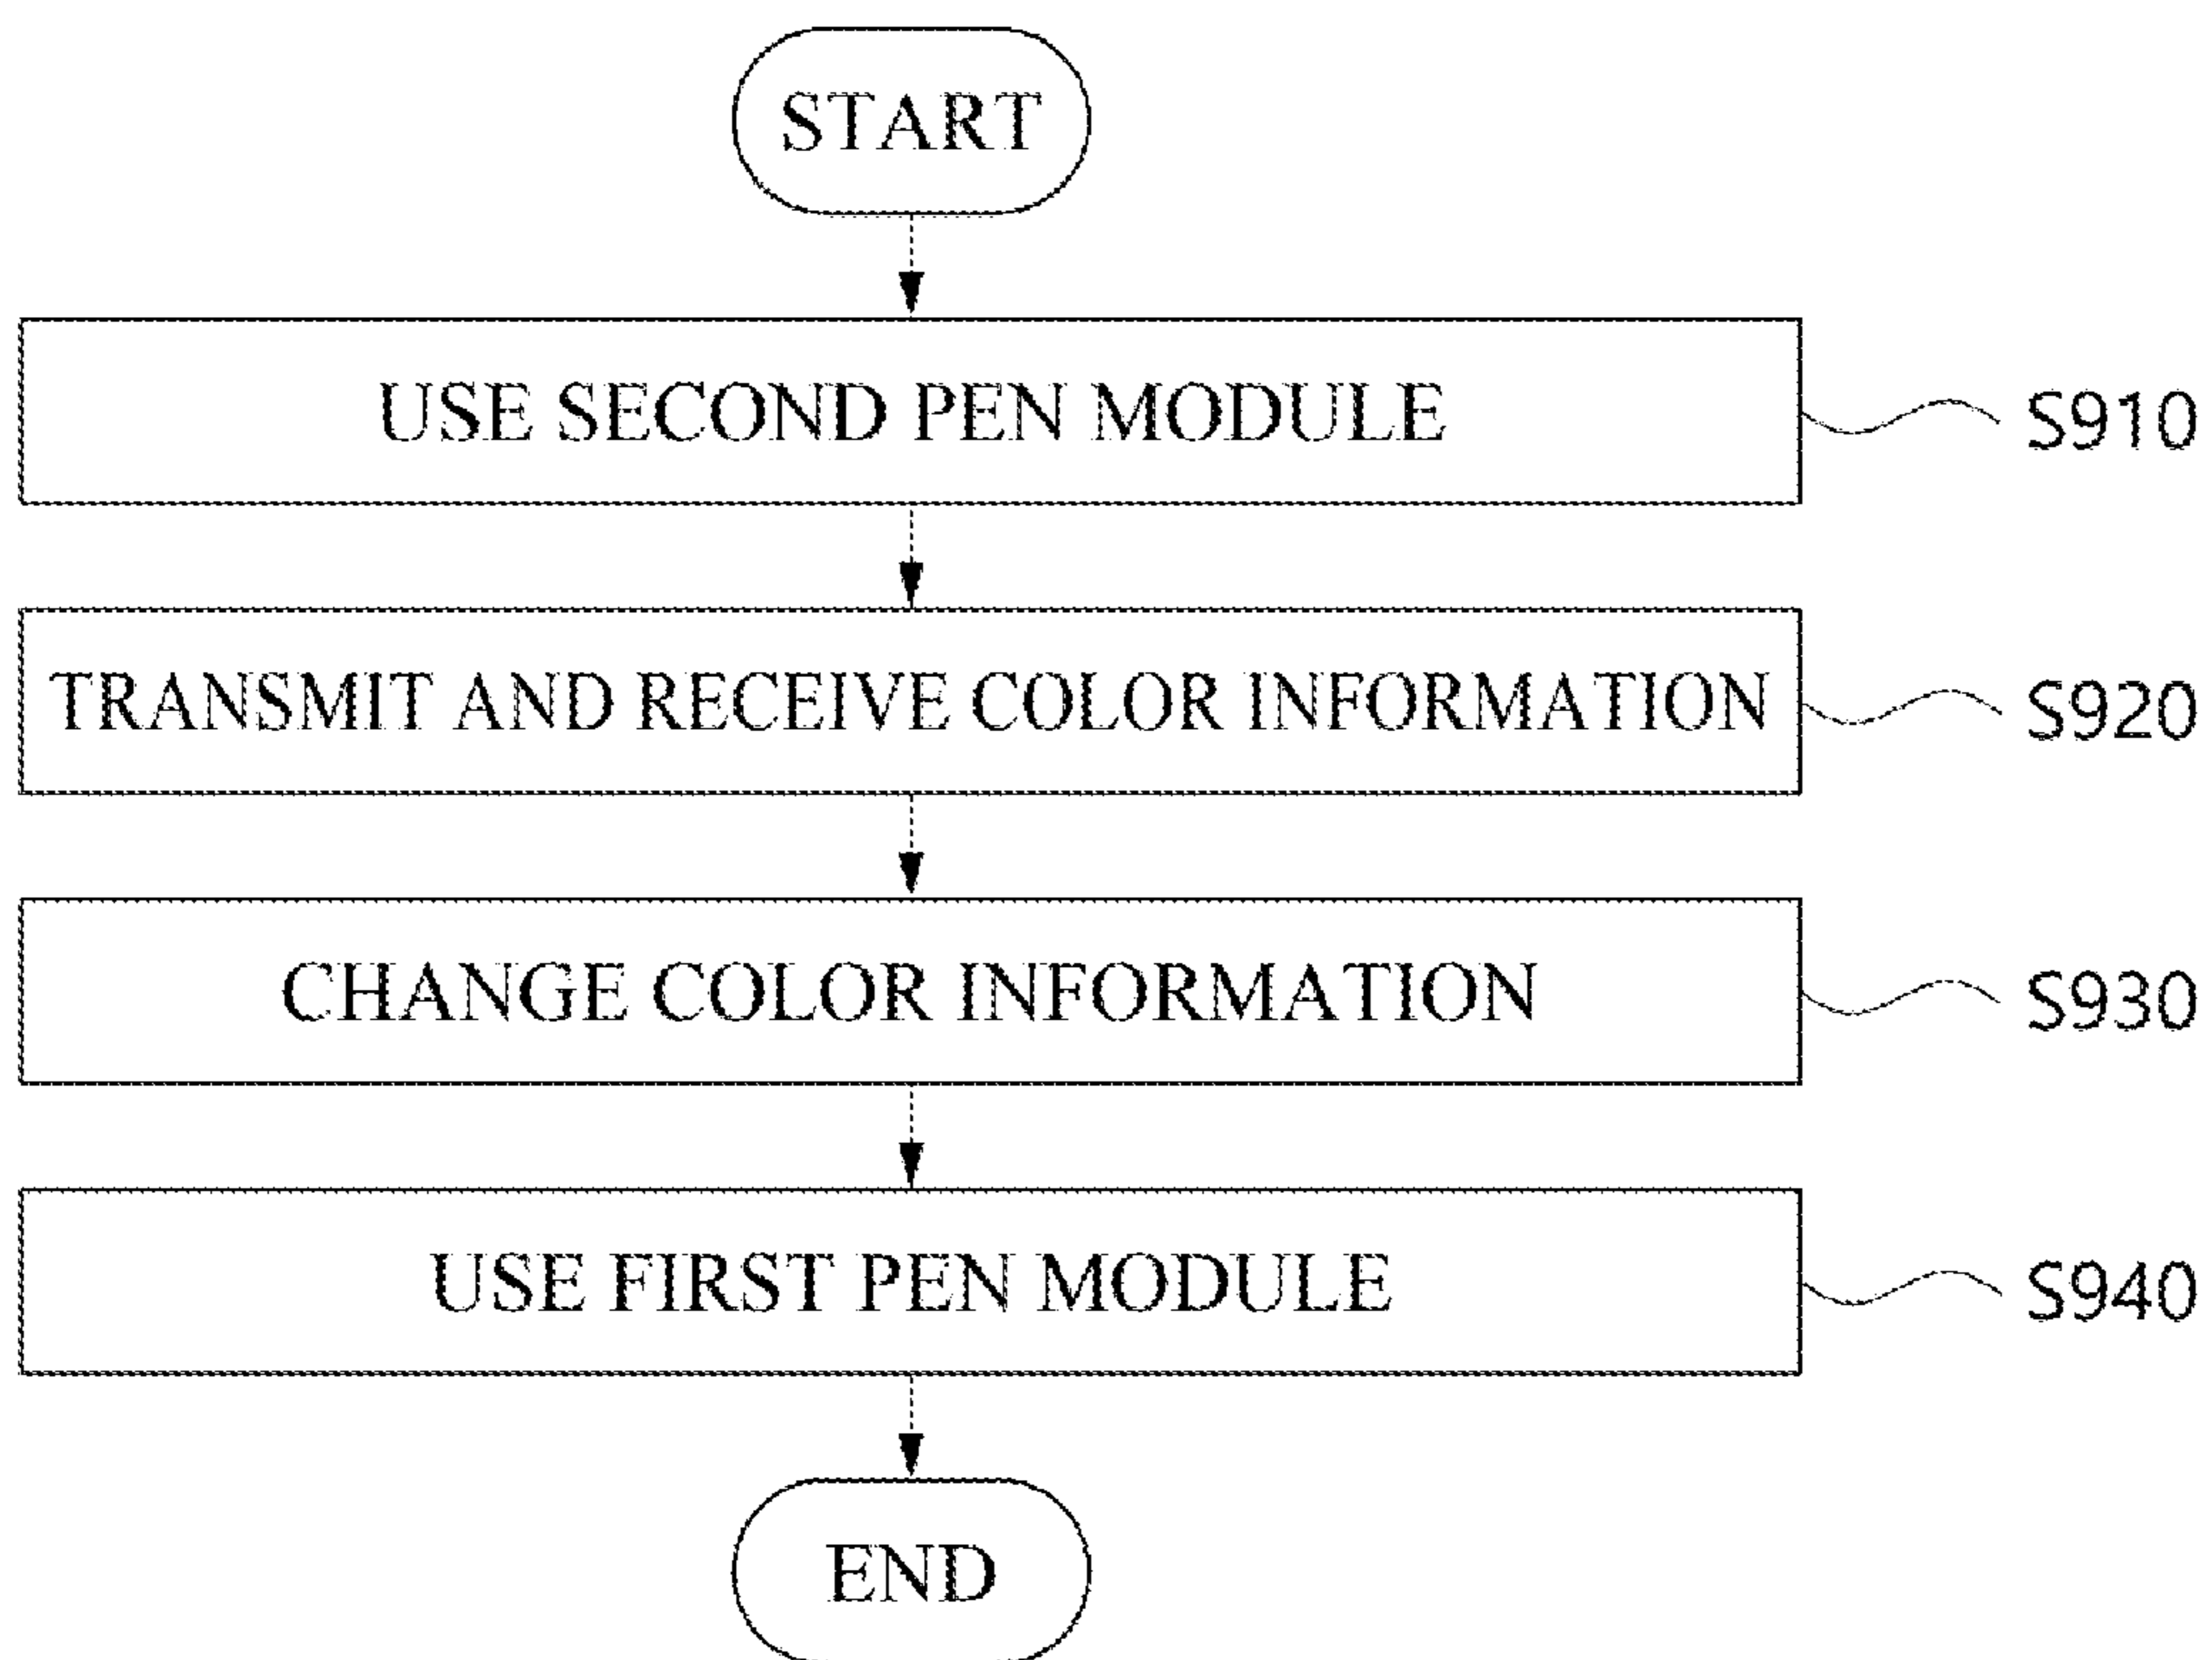 START
USE SECOND PEN MODULE
S910
TRANSMIT AND RECEIVE COLOR INFORMATION
S920
CHANGE COLOR INFORMATION
S930
USE FIRST PEN MODULE
S940
END